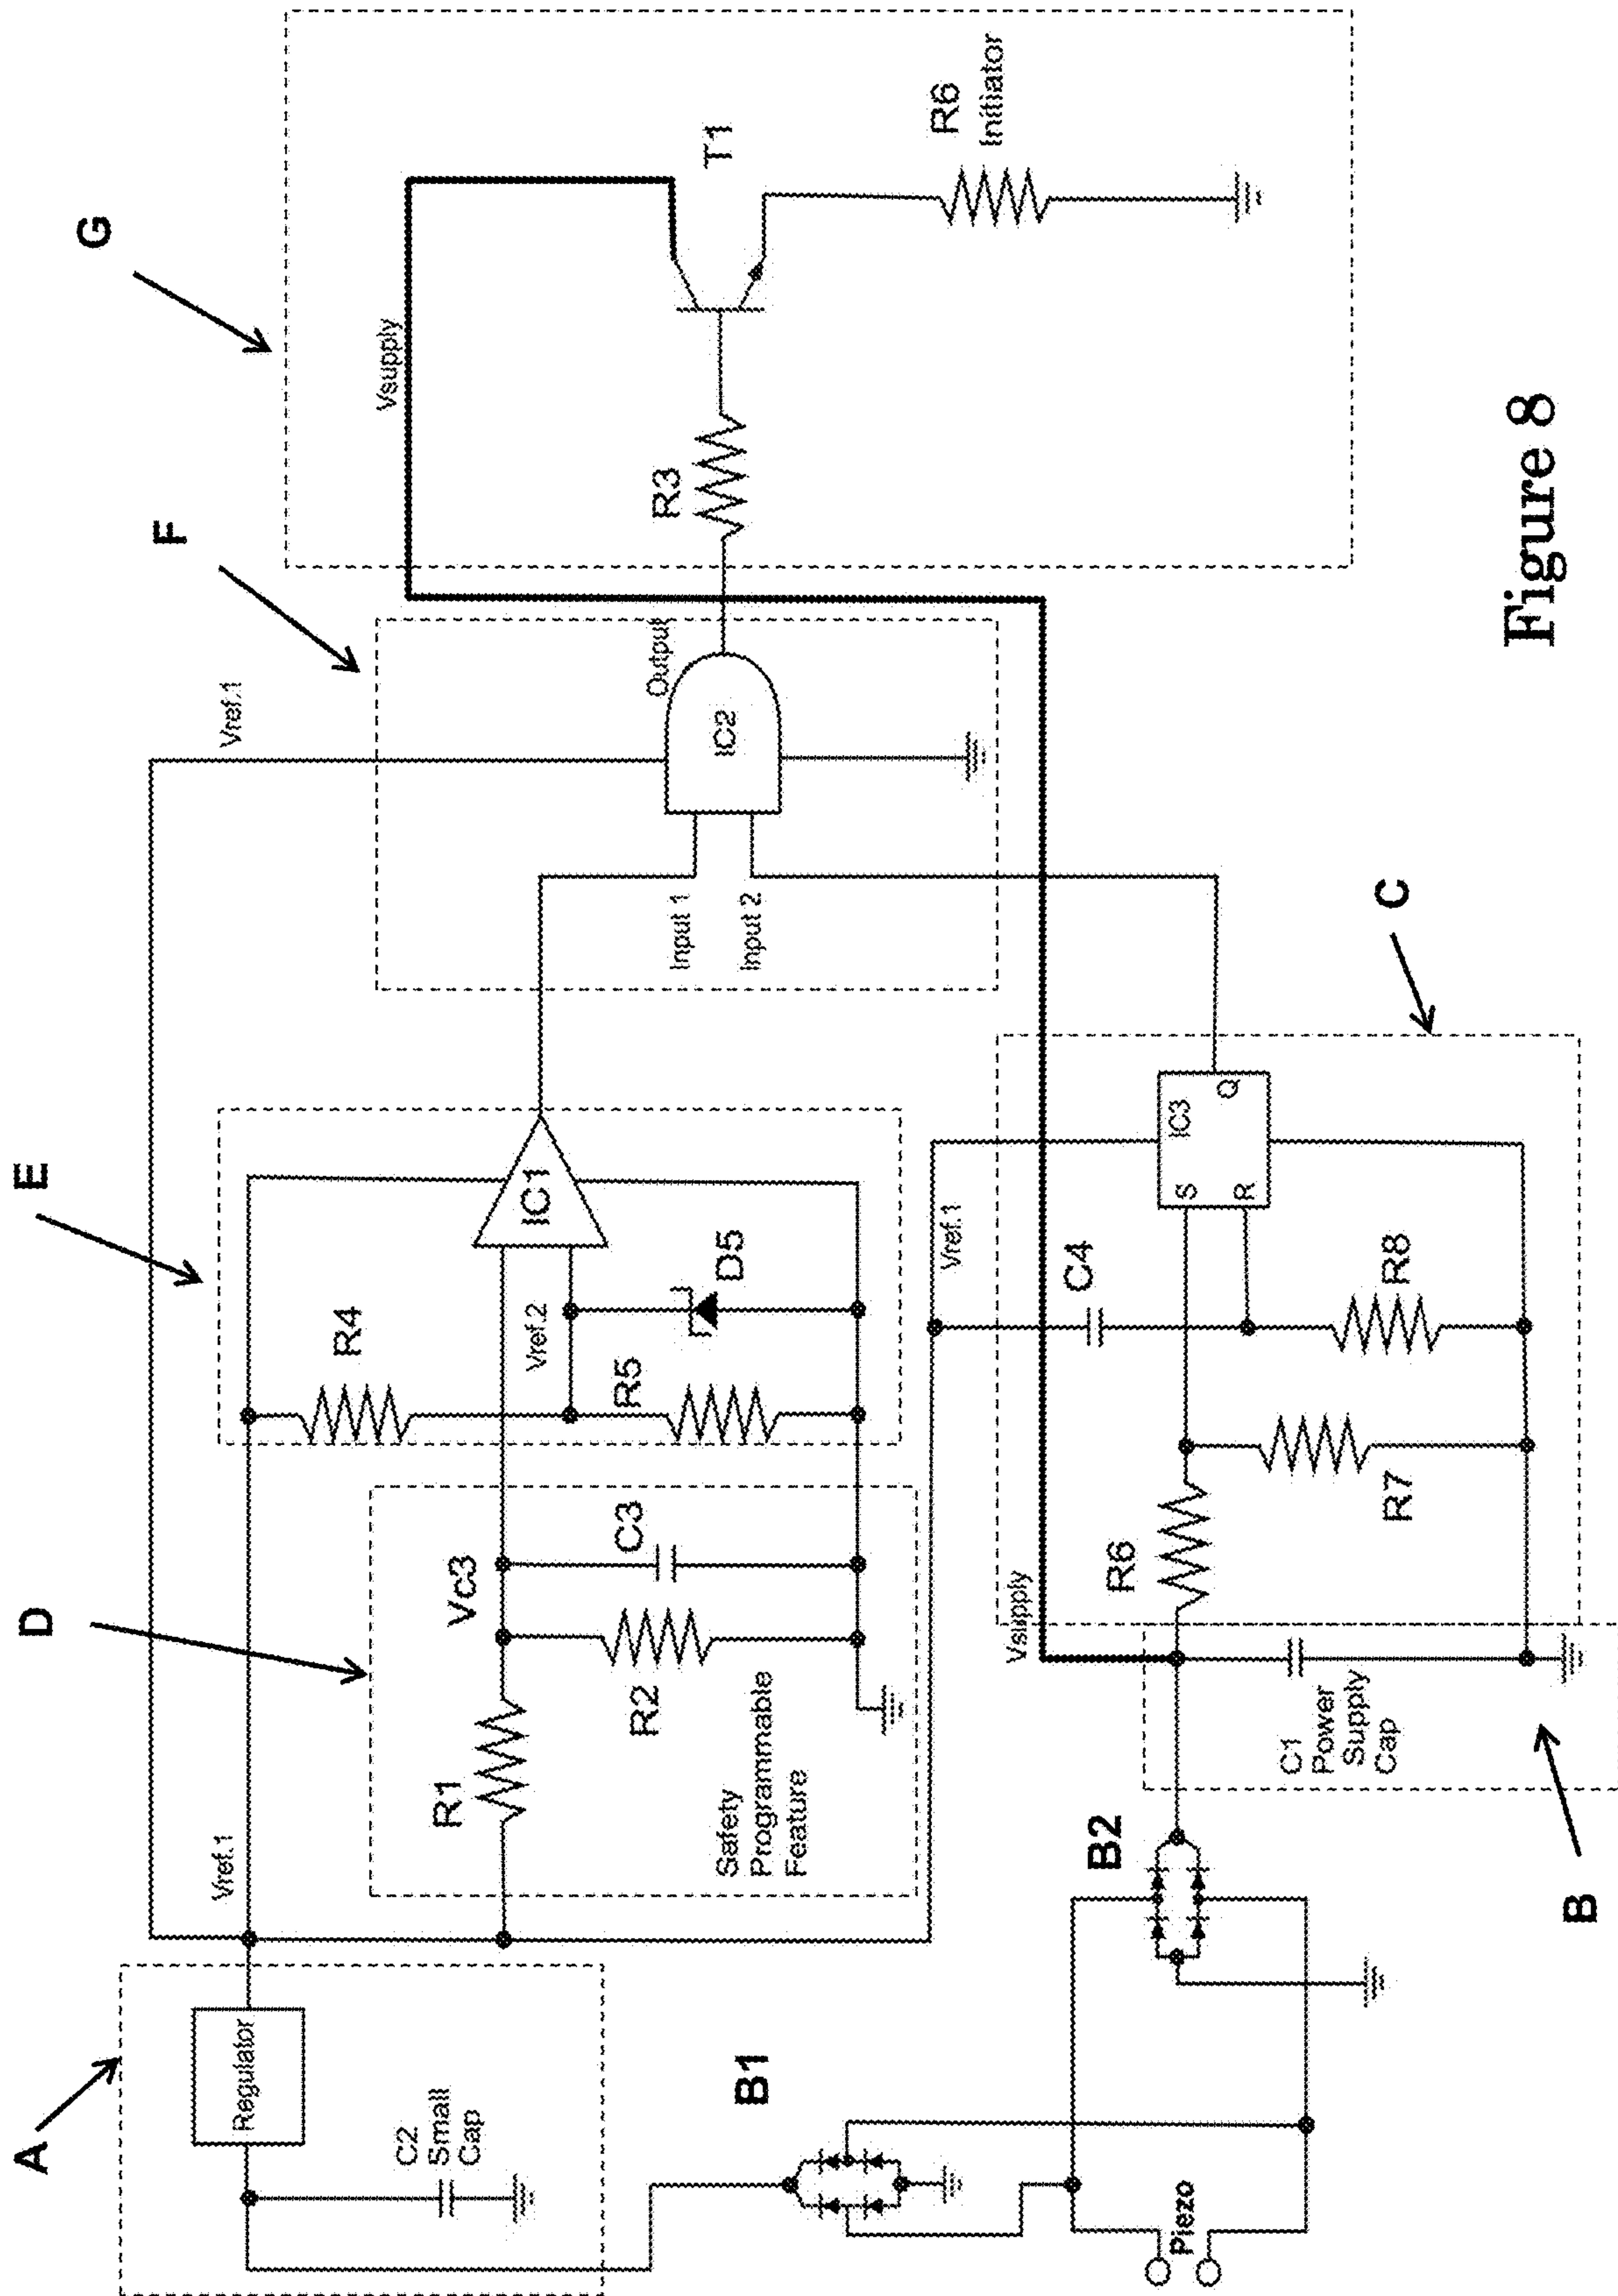 A
Regulator
C2
Small
Cap
B1
Piezo
B2
B
C1
Power
Supply
Cap
Vsupply
Vref.1
D
R1
Vc3
R2
C3
Safety
Programmable
Feature
E
R4
Vref.2
R5
D5
IC1
Vref.1
C4
R6
R7
R8
IC3
S
R
Q
C
F
Vref.1
Input 1
Input 2
IC2
Output
G
Vsupply
R3
T1
R6
Initiator
Figure 8